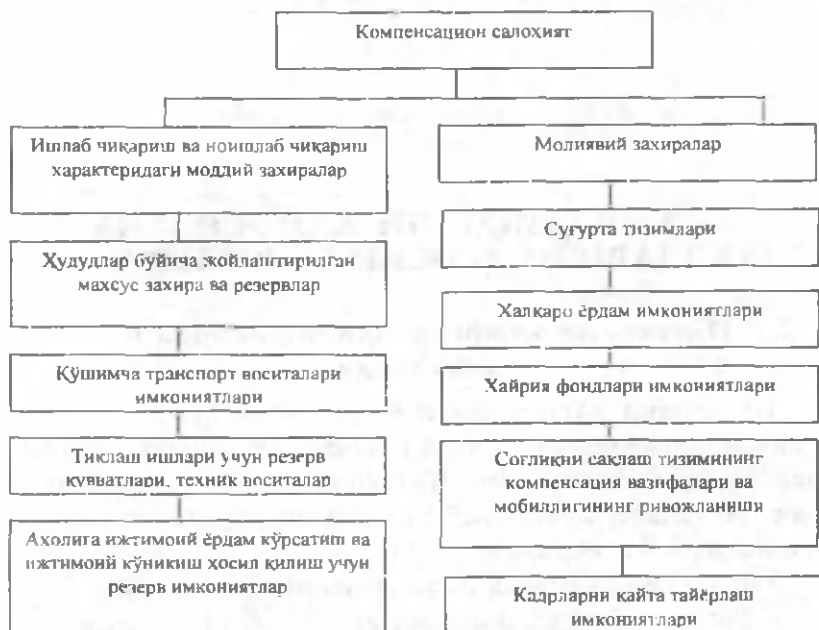 Компенсацион салоҳият
Ишлаб чиқариш ва ноишлаб чиқариш
характеридаги моддий захиралар
Ҳудудлар бўйича жойлаштирилган
махсус захира ва резервлар
Қўшимча транспорт воситалари
имкониятлари
Тиклаш ишлари учун резерв
қувватлари, техник воситалар
Аҳолига ижтимоий ёрдам кўрсатиш ва
ижтимоий кўникиш ҳосил қилиш учун
резерв имкониятлар
Молиявий захиралар
Суғурта тизимлари
Халқаро ёрдам имкониятлари
Хайрия фондлари имкониятлари
Соғлиқни сақлаш тизимининг
компенсация вазифалари ва
мобиллигининг ривожланиши
Кадрларни қайта тайёрлаш
имкониятлари